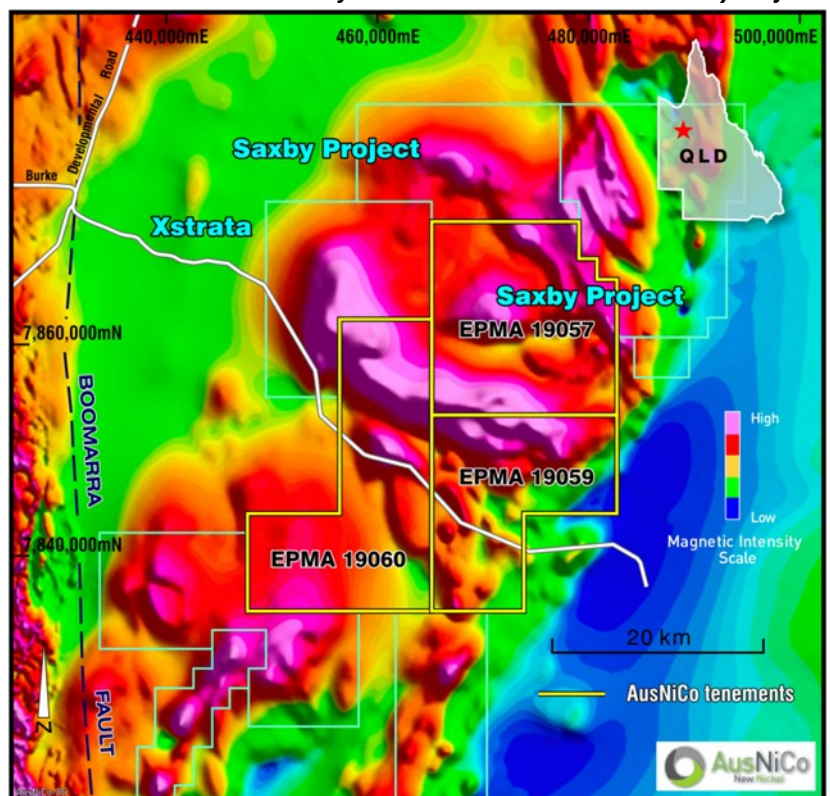 440,000mE
460,000mE
480,000mE
500,000mE
Burke
Developmental
Road
Saxby Project
QLD
Xstrata
Saxby Project
7,860,000mN
EPMA 19057
BOOMARRA
High
EPMA 19059
Low
7,840,000mN
Magnetic Intensity
Scale
EPMA 19060
20 km
AusNiCo tenements
FAULT
N
AusNiCo
New Nickel